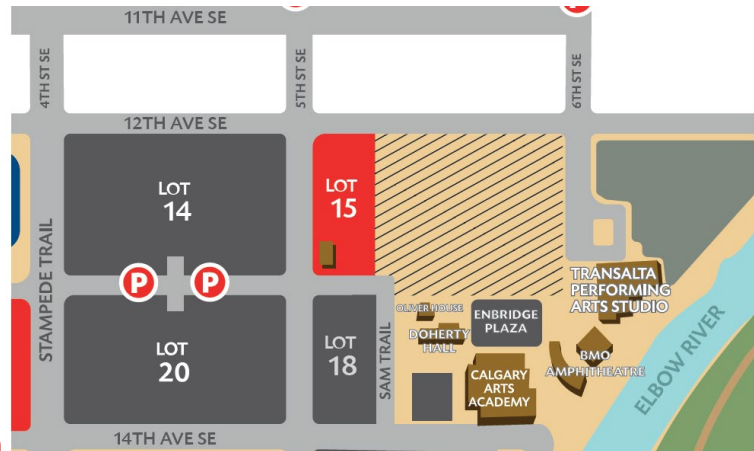 P
11TH AVE SE
4TH ST SE
5TH ST SE
6TH ST SE
12TH AVE SE
LOT
14
LOT
15
STAMPEDE TRAIL
P
P
LOT
20
LOT
18
SAM TRAIL
OLIVER HOUSE
DOHERTY
HALL
ENBRIDGE
PLAZA
TRANSALTA
PERFORMING
ARTS STUDIO
BMO
AMPHITHEATRE
CALGARY
ARTS
ACADEMY
ELBOW RIVER
14TH AVE SE